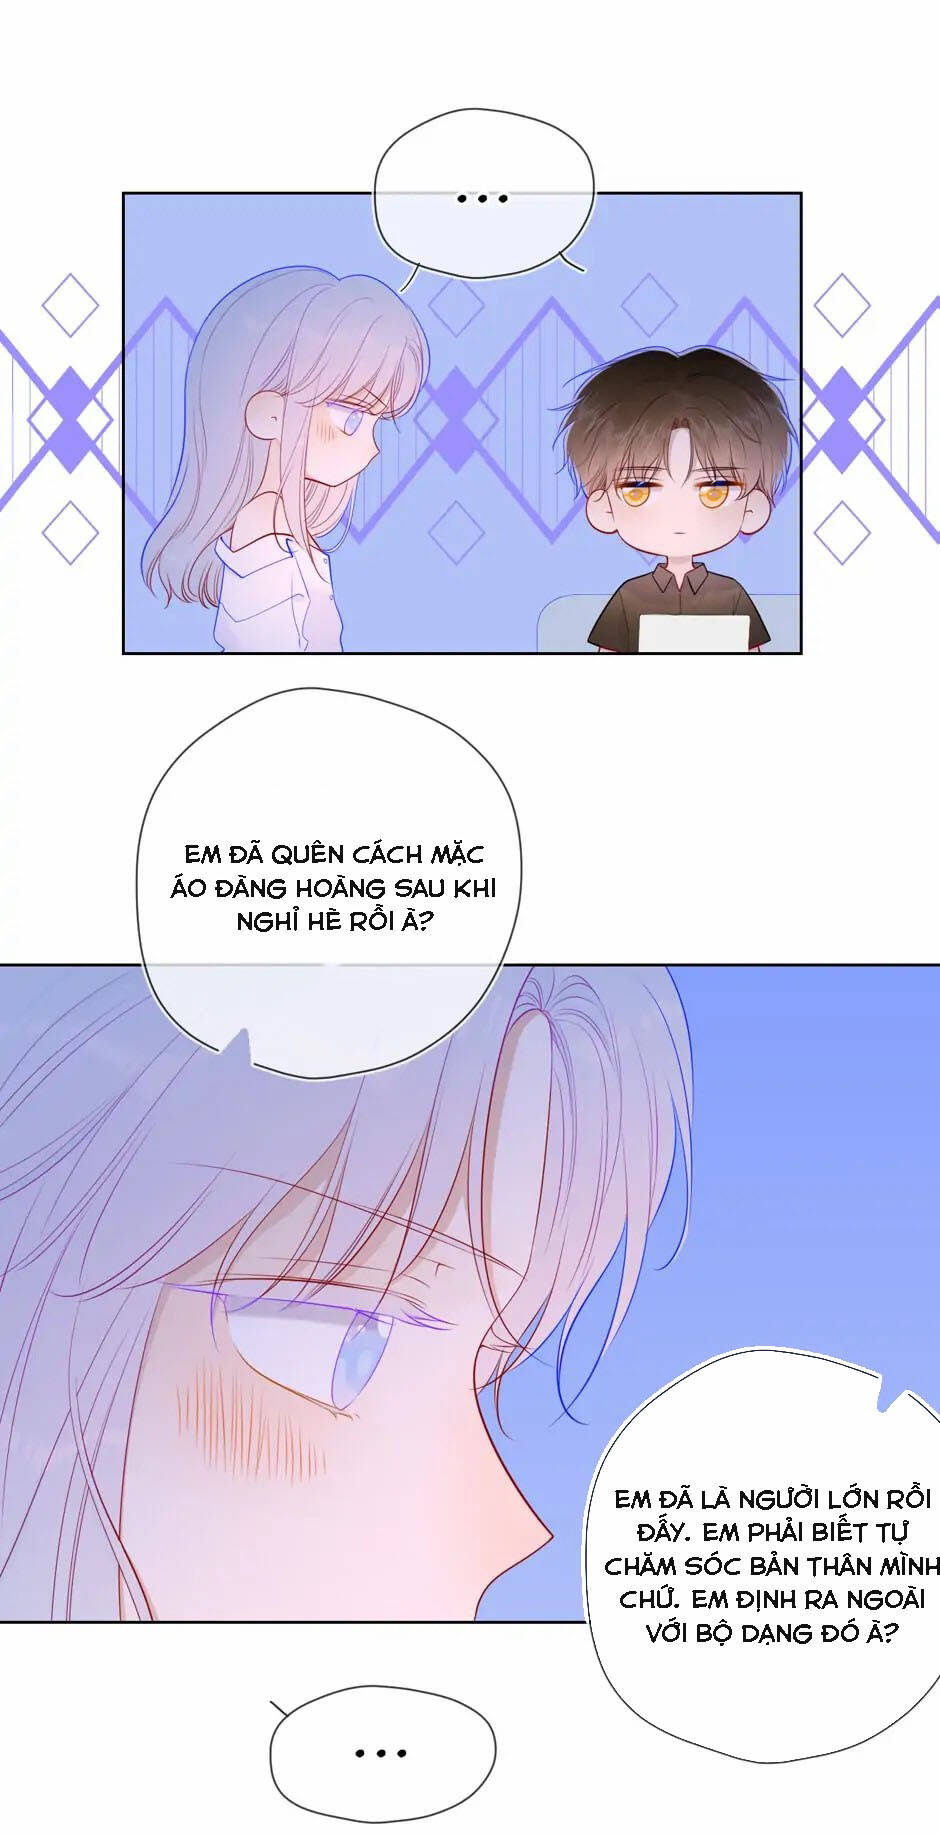 ...
EM ĐÃ QUÊN CÁCH MẶC
ÁO ĐÀNG HOÀNG SAU KHI
NGHỈ HÈ RỒI À?
EM ĐÃ LÀ NGƯỜI LỚN RỒI
ĐẤY. EM PHẢI BIẾT TỰ
CHĂM SÓC BẢN THÂN MÌNH
CHỨ. EM ĐỊNH RA NGOÀI
VỚI BỘ DẠNG ĐÓ À?
...